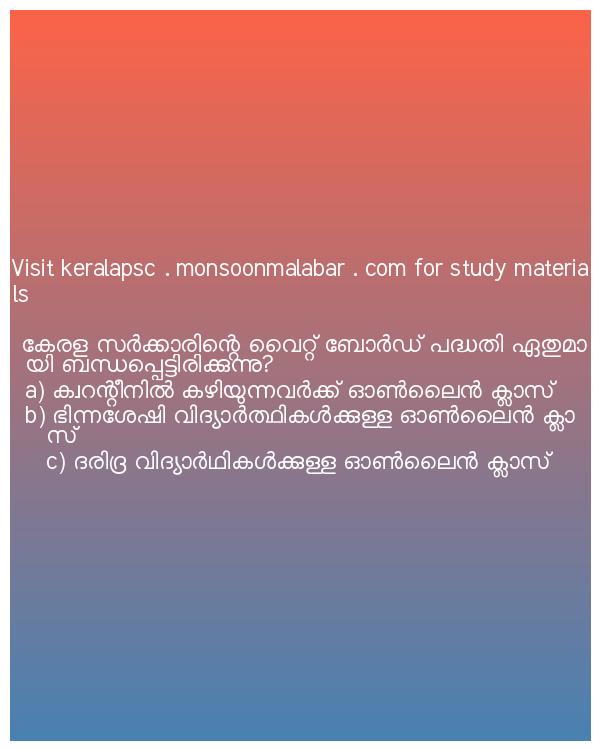 Visit keralapsc . monsoonmalabar . com for study materia
ls
കേരള സർക്കാരിന്റെ വൈറ്റ് ബോർഡ് പദ്ധതി ഏതുമാ
യി ബന്ധപ്പെട്ടിരിക്കുന്നു?
a) ക്വറന്റീനിൽ കഴിയുന്നവർക്ക് ഓൺലൈൻ ക്ലാസ്
b) ഭിന്നശേഷി വിദ്യാർത്ഥികൾക്കുള്ള ഓൺലൈൻ ക്ലാ
സ്
c) ദരിദ്ര വിദ്യാർഥികൾക്കുള്ള ഓൺലൈൻ ക്ലാസ്